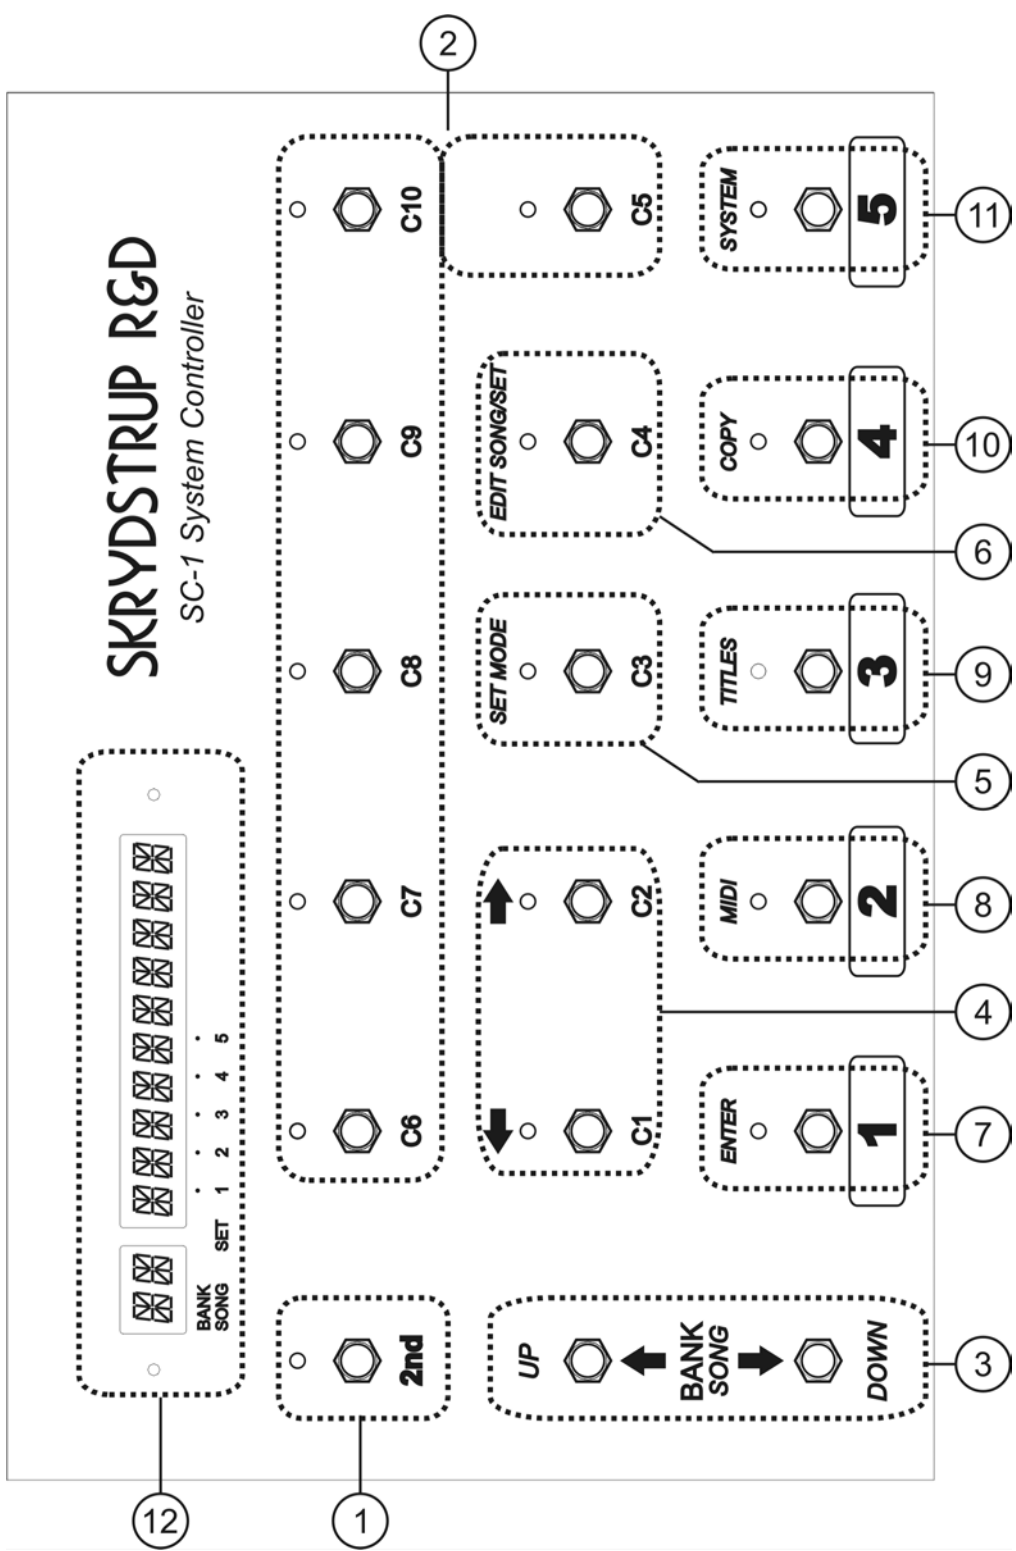 SKRYDSTRUP R&D
SC-1 System Controller
BANK
SONG
SET 1 2 3 4 5
2nd
C6
C7
C8
C9
C10
UP
BANK
SONG
DOWN
C1
C2
SET MODE
C3
EDIT SONG/SET
C4
C5
ENTER
1
MIDI
2
TITLES
3
COPY
4
SYSTEM
5
12
1
2
3
7
4
8
5
9
6
10
11